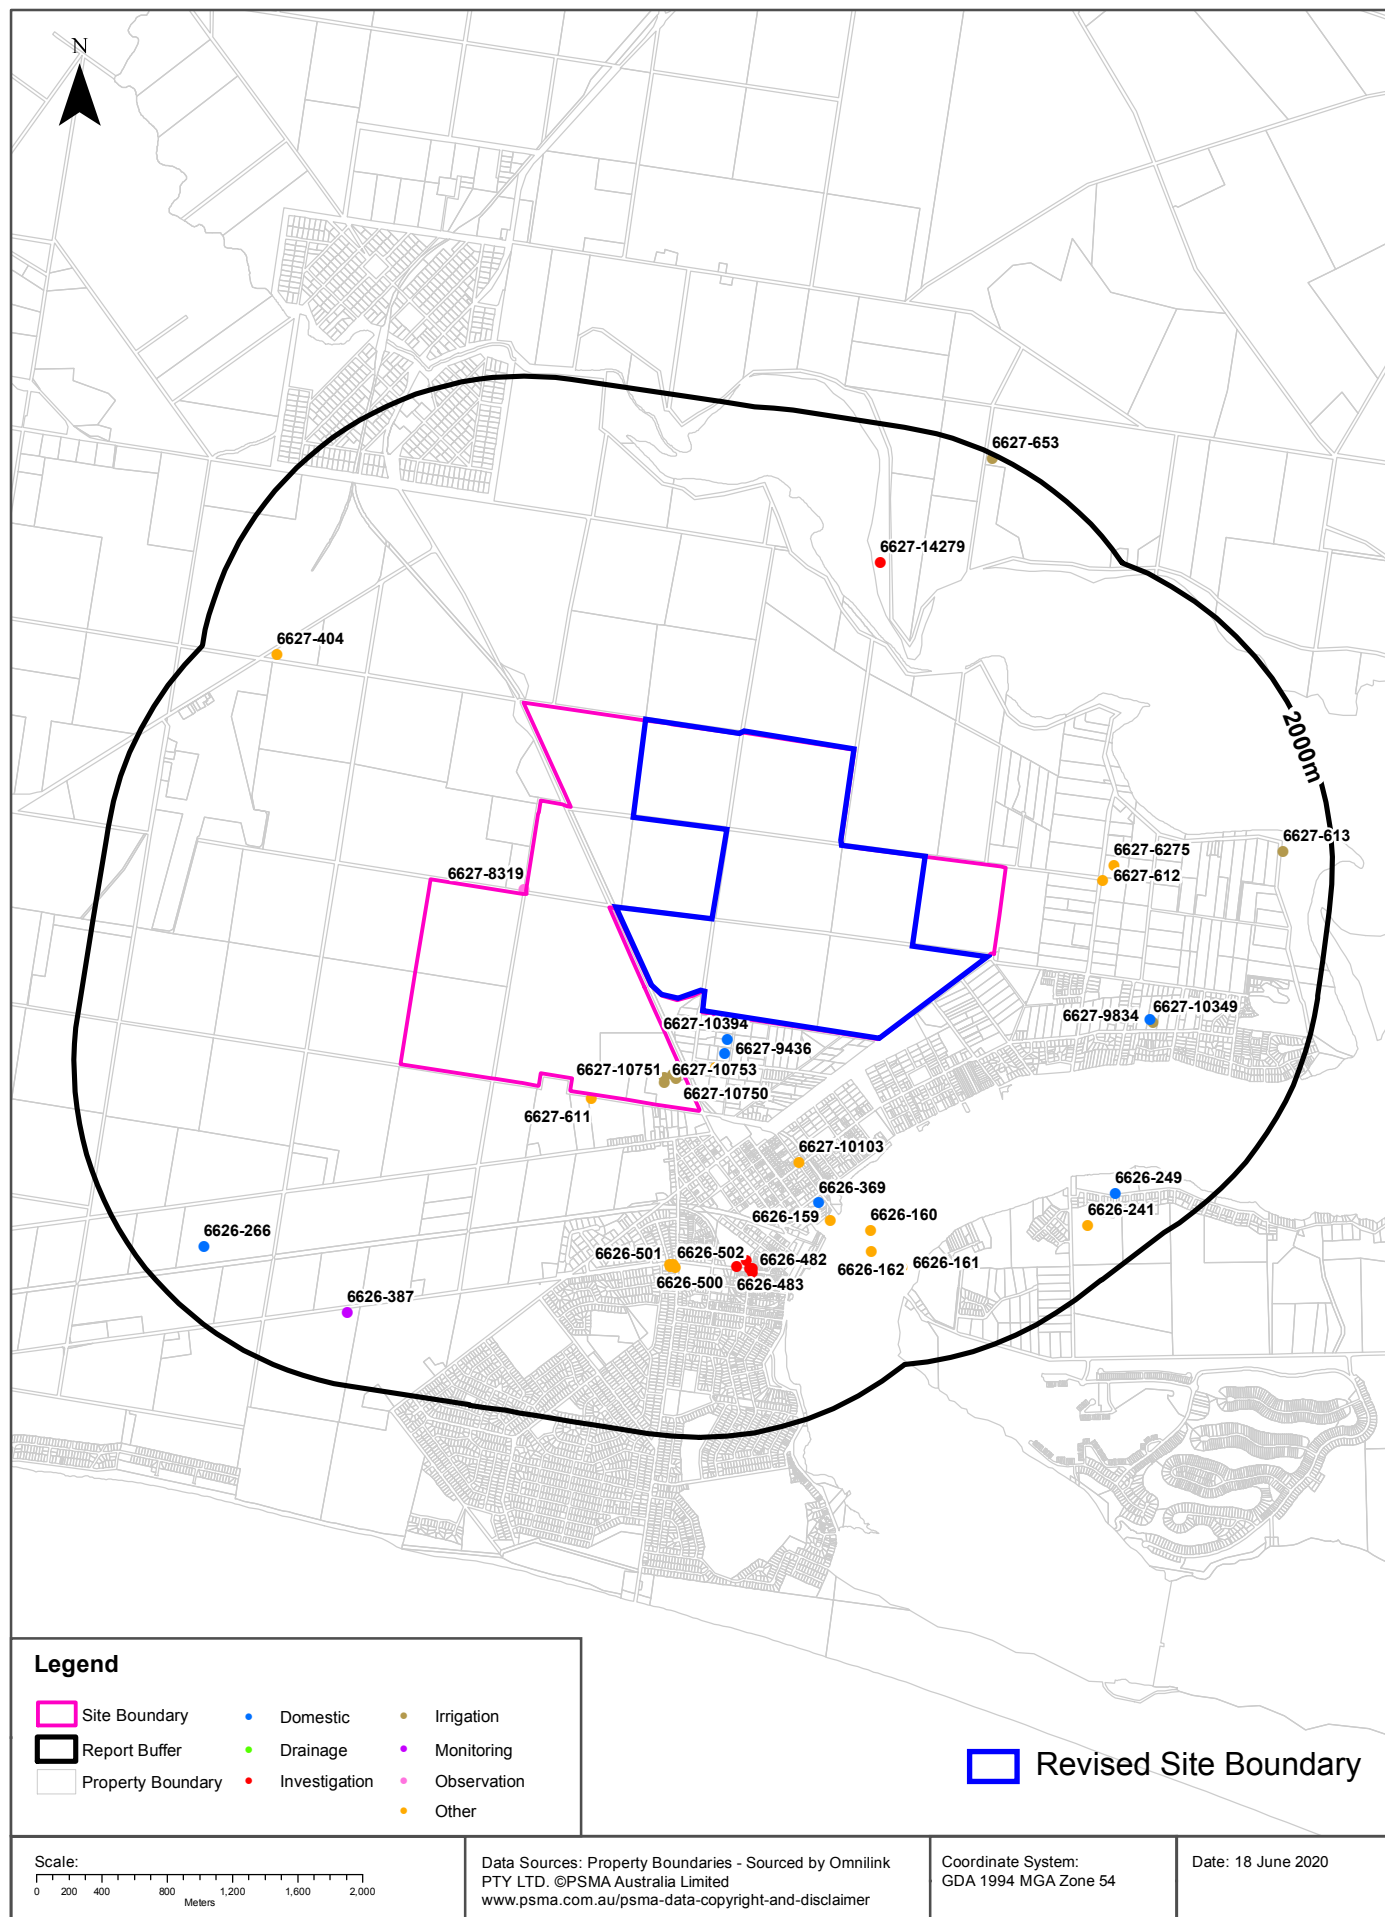 N
6627-653
6627-14279
6627-404
2000m
6627-613
6627-6275
6627-612
6627-8319
6627-10349
6627-9834
6627-10394
6627-9436
6627-10751
6627-10753
6627-10750
6627-611
6627-10103
6626-369
6626-249
6626-159
6626-160
6626-241
6626-266
6626-501
6626-502
6626-482
6626-162
6626-161
6626-500
6626-483
6626-387
Legend
Site Boundary
Domestic
Irrigation
Report Buffer
Drainage
Monitoring
Property Boundary
Investigation
Observation
Other
Revised Site Boundary
Scale:
0 200 400 800 1,200 1,600 2,000
Meters
Data Sources: Property Boundaries - Sourced by Omnilink
PTY LTD. ©PSMA Australia Limited
www.psma.com.au/psma-data-copyright-and-disclaimer
Coordinate System:
GDA 1994 MGA Zone 54
Date: 18 June 2020